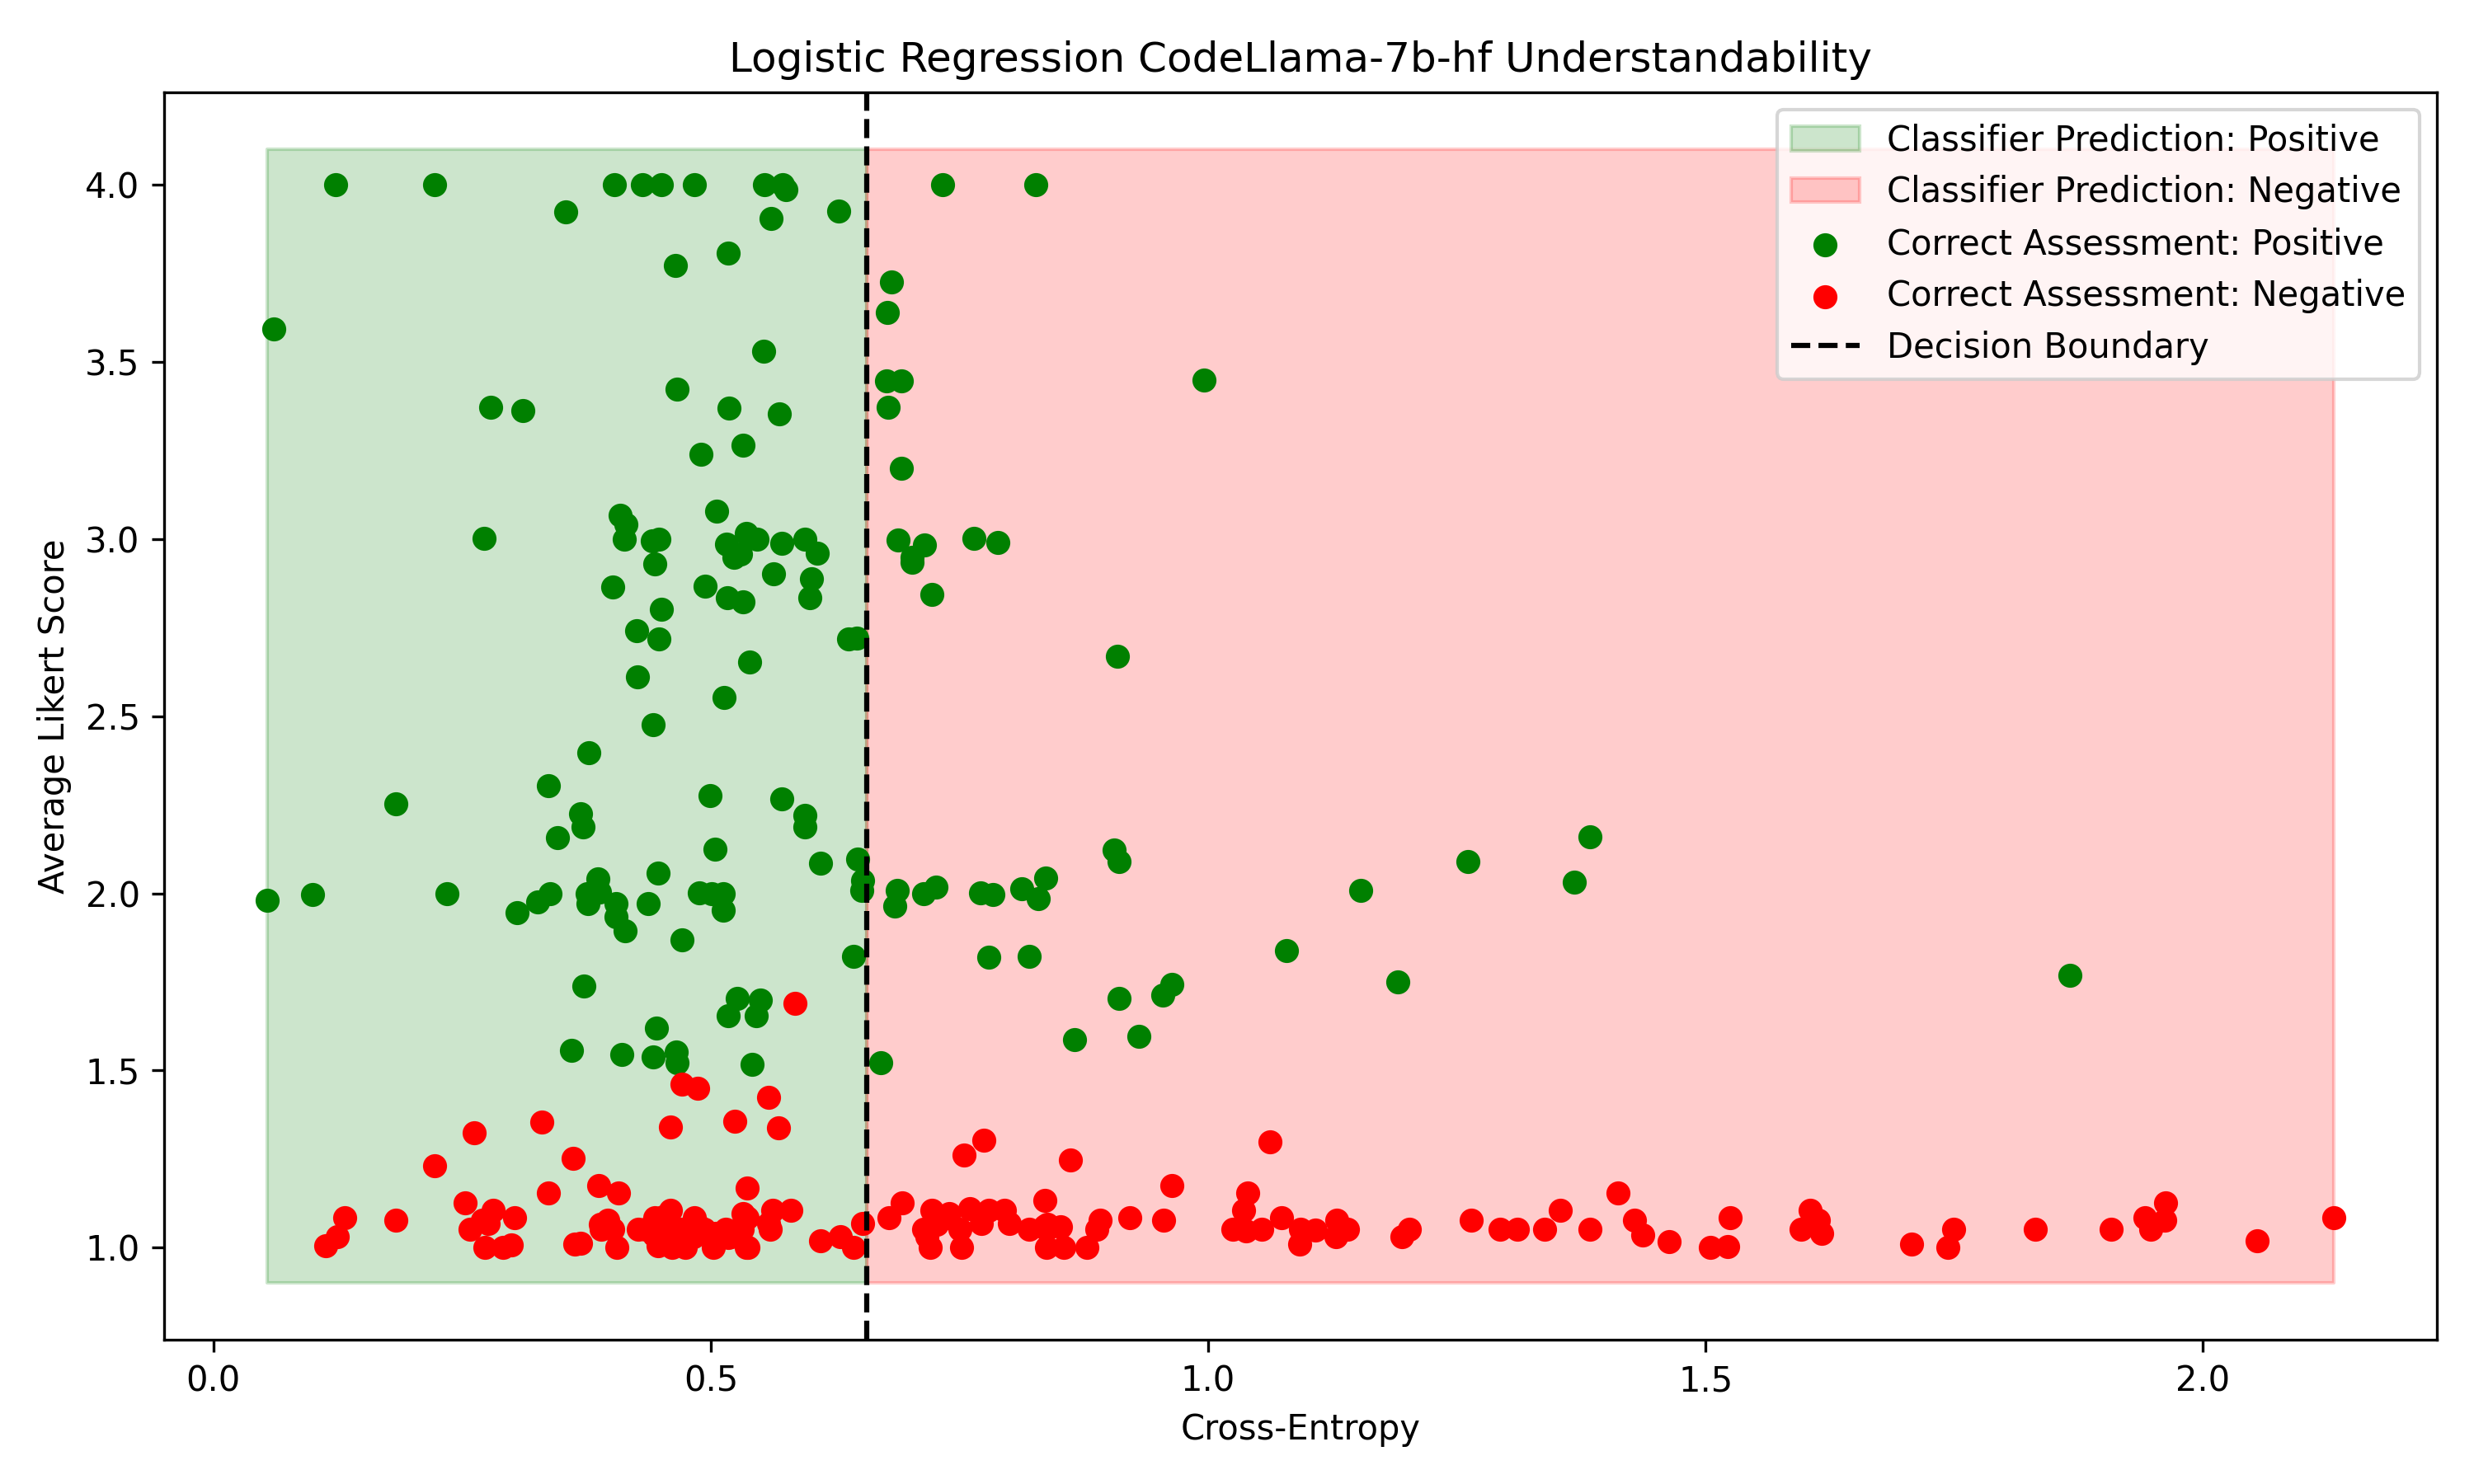 Logistic Regression CodeLlama-7b-hf Understandability
Classifier Prediction: Positive
Classifier Prediction: Negative
Correct Assessment: Positive
Correct Assessment: Negative
Decision Boundary
Average Likert Score
4.0
3.5
3.0
2.5
2.0
1.5
1.0
0.0 0.5 1.0 1.5 2.0
Cross-Entropy